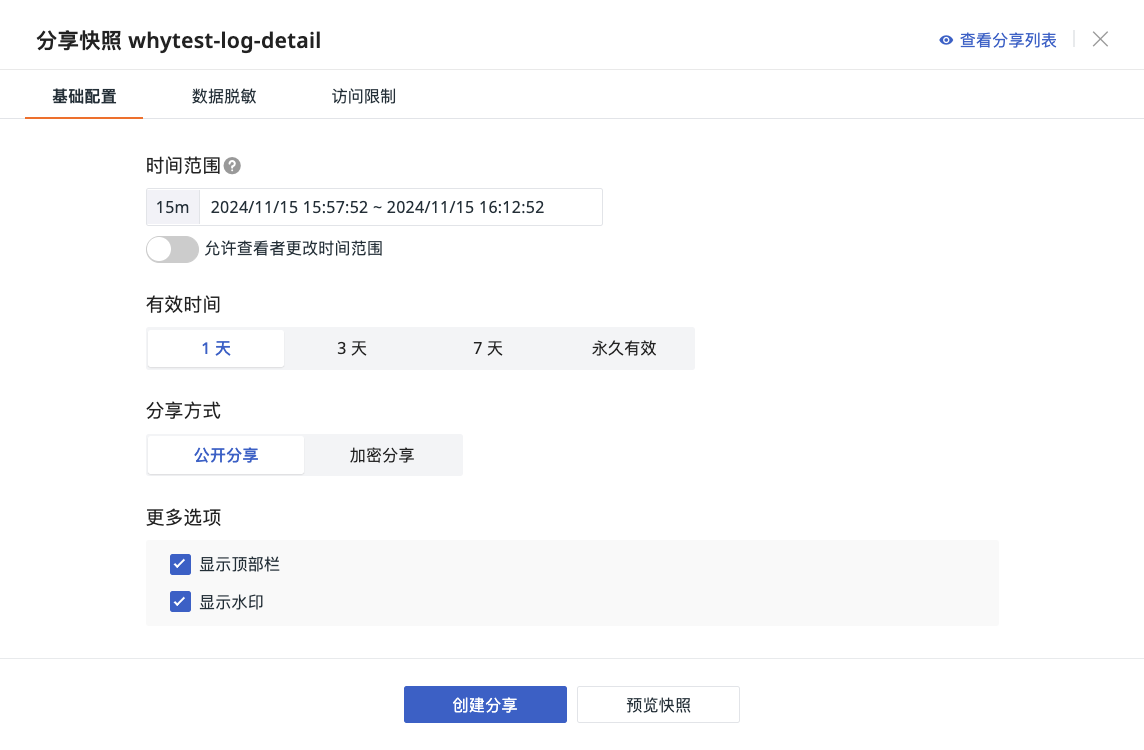 分享快照 whytest-log-detail
查看分享列表
基础配置 数据脱敏 访问限制
时间范围
15m 2024/11/15 15:57:52 ~ 2024/11/15 16:12:52
允许查看者更改时间范围
有效时间
1 天 3 天 7 天 永久有效
分享方式
公开分享 加密分享
更多选项
显示顶部栏
显示水印
创建分享 预览快照